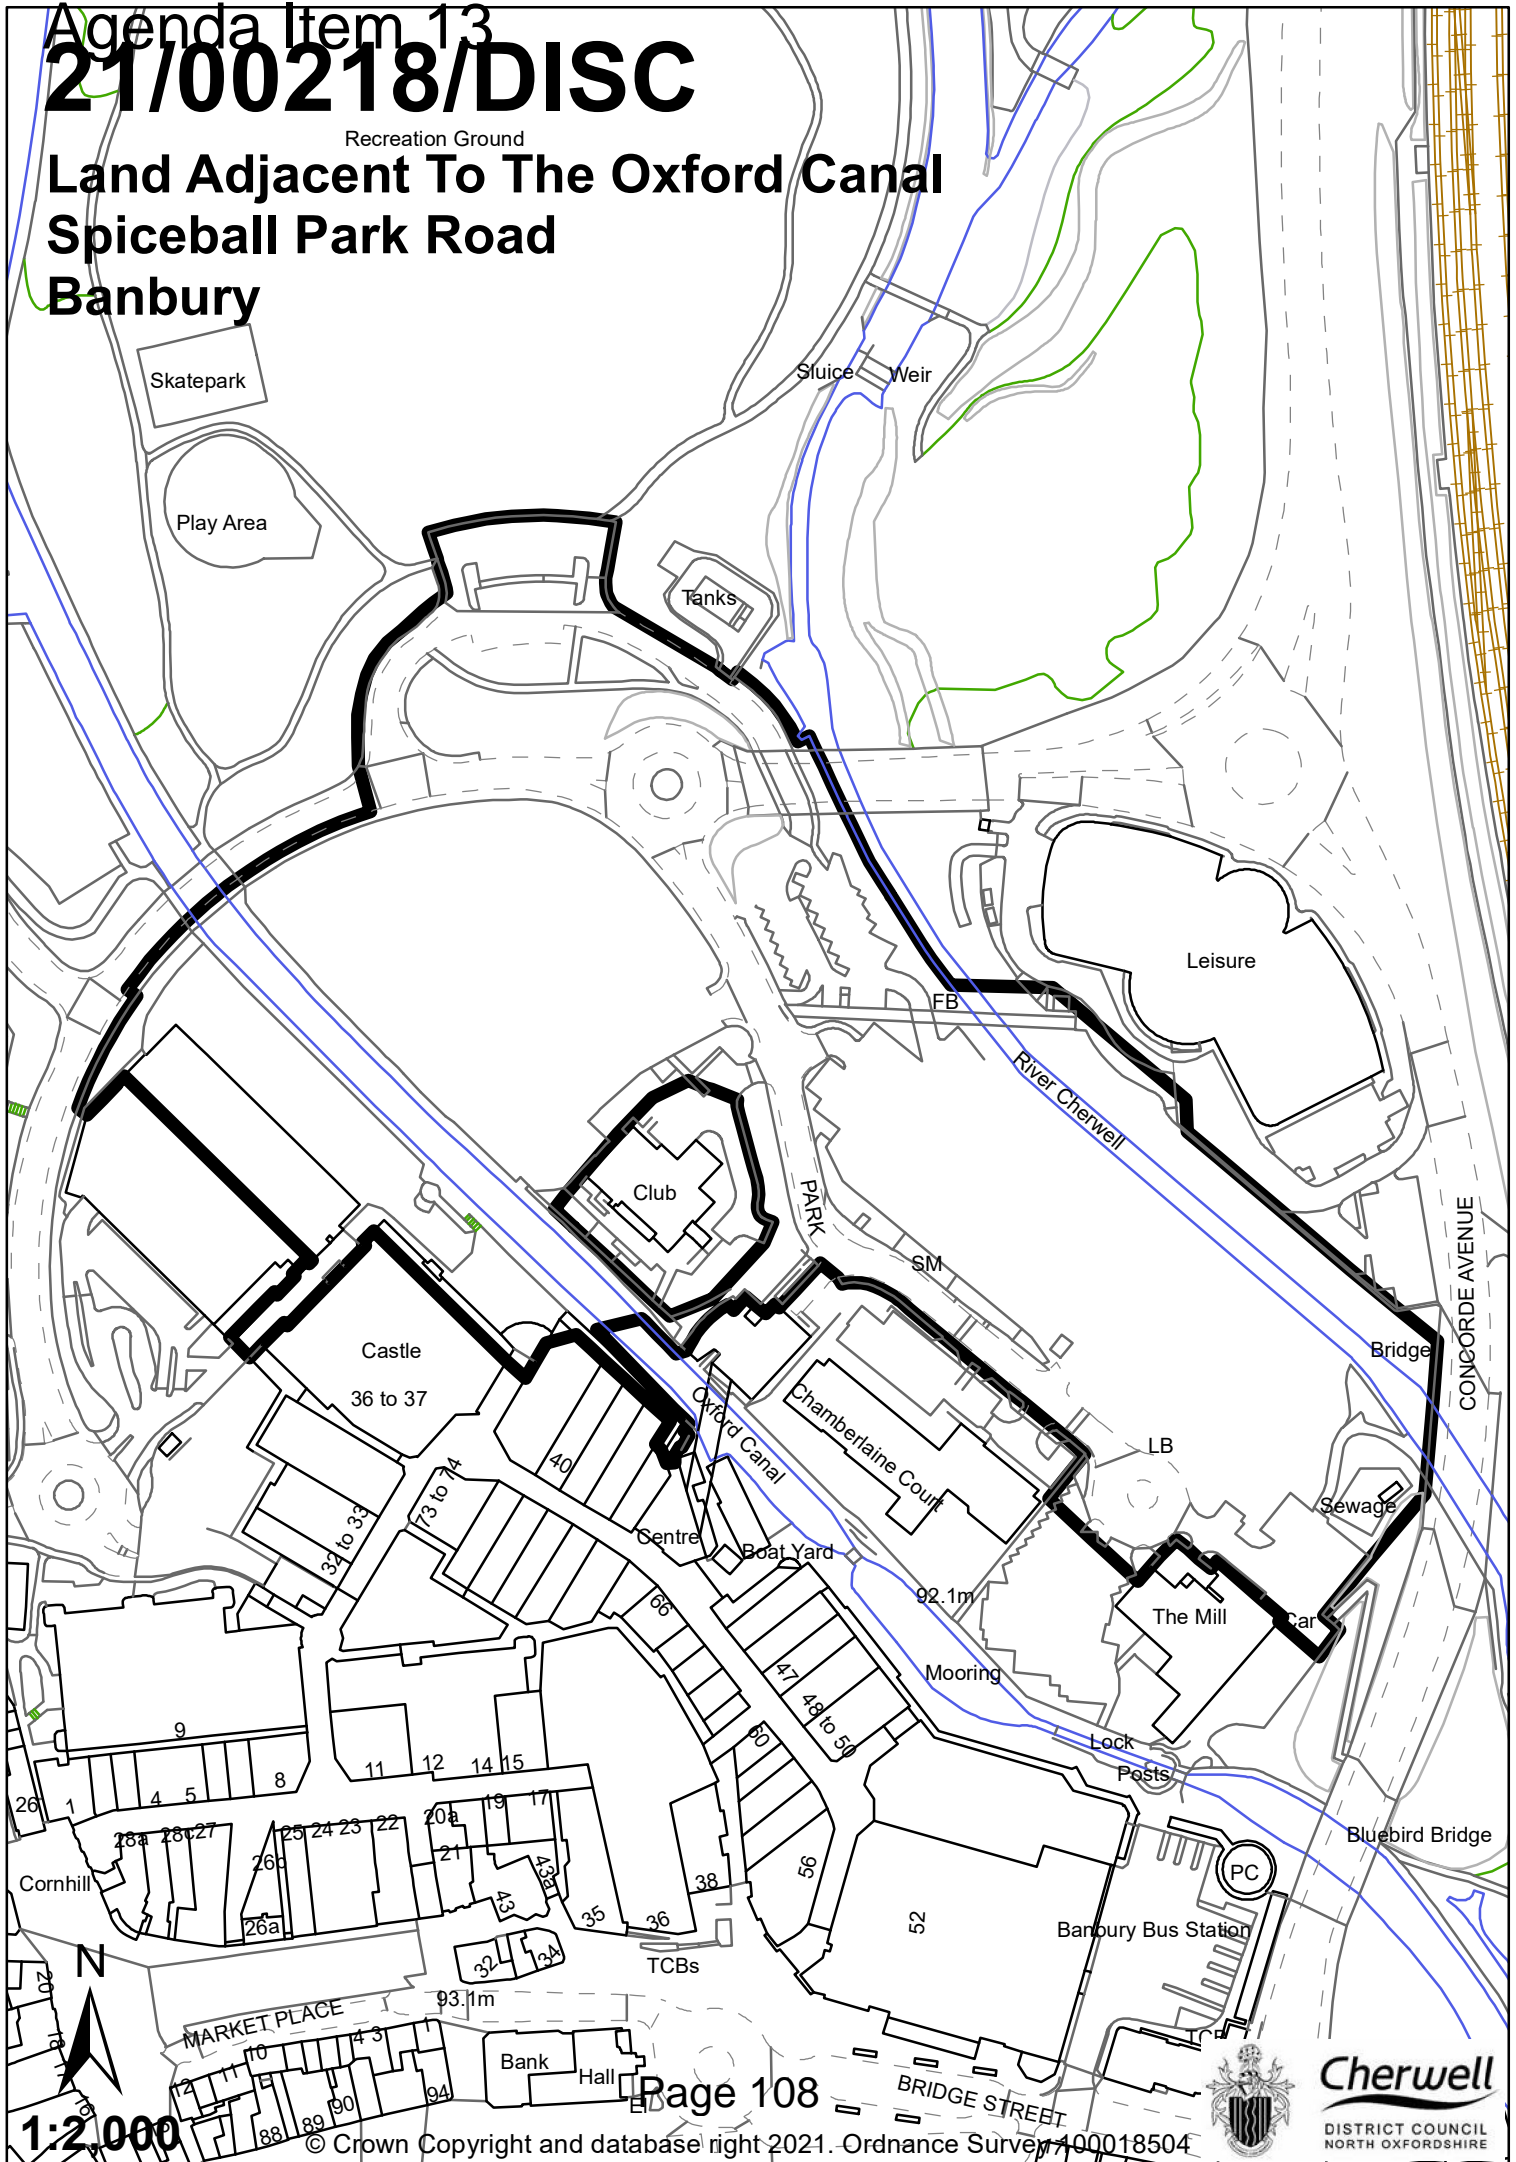 Agenda Item 13
21/00218/DISC
Recreation Ground
Land Adjacent To The Oxford Canal
Spiceball Park Road
Banbury
Skatepark
Sluice
Weir
Play Area
Tanks
Leisure
FB
River Cherwell
Club
PARK
SM
CONCORDE AVENUE
Bridge
Castle
36 to 37
Oxford Canal
Chamberlaine Court
LB
40
73 to 74
32 to 33
Centre
Boat Yard
Sewage
92.1m
The Mill
Car
66
47
48 to 50
Mooring
Lock
Posts
60
9
11
12
14
15
8
4
5
1
26
28a
28c
27
25
24
23
22
20a
19
17
21
26c
26a
43
43a
35
36
38
56
52
Bluebird Bridge
PC
Banbury Bus Station
Cornhill
32
34
TCBs
N
20
93.1m
MARKET PLACE
18
16
12
11
10
4
3
1
Bank
Hall
El
94
90
89
88
Page 108
BRIDGE STREET
1:2,000
© Crown Copyright and database right 2021. Ordnance Survey 100018504
Cherwell
DISTRICT COUNCIL
NORTH OXFORDSHIRE